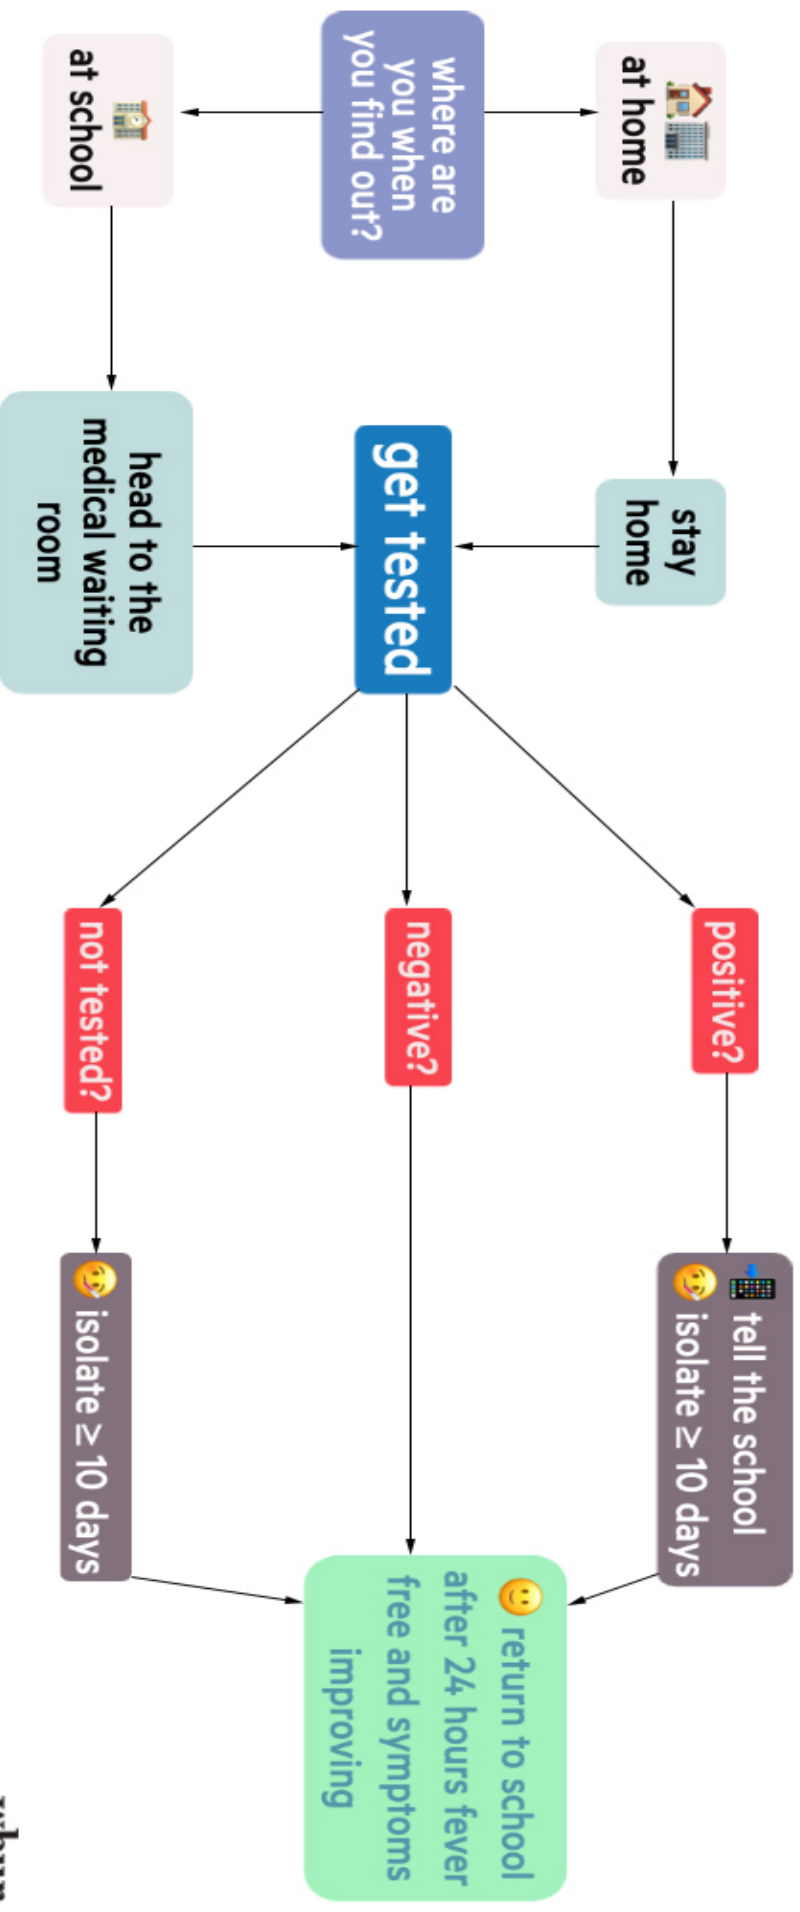 at home
where are
you when
you find out?
at school
stay
home
get tested
head to the
medical waiting
room
positive?
negative?
not tested?
tell the school
isolate ≥ 10 days
isolate ≥ 10 days
return to school
after 24 hours fever
free and symptoms
improving